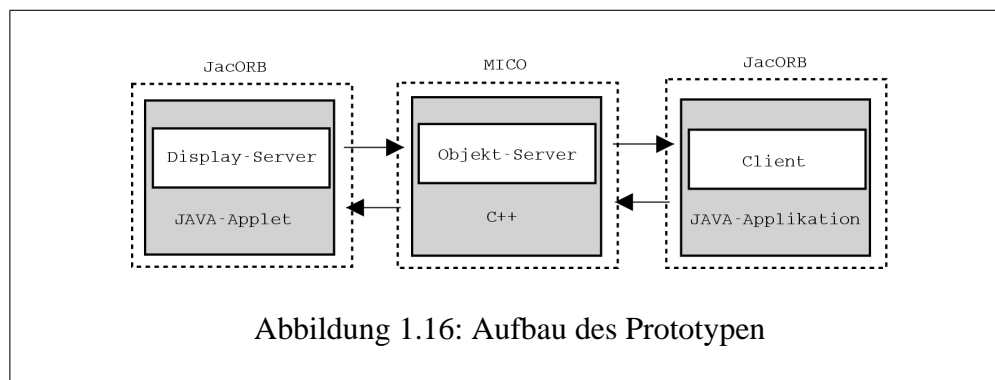 JacORB
MICO
JacORB
Display-Server
Objekt-Server
Client
JAVA-Applet
C++
JAVA-Applikation
Abbildung 1.16: Aufbau des Prototypen